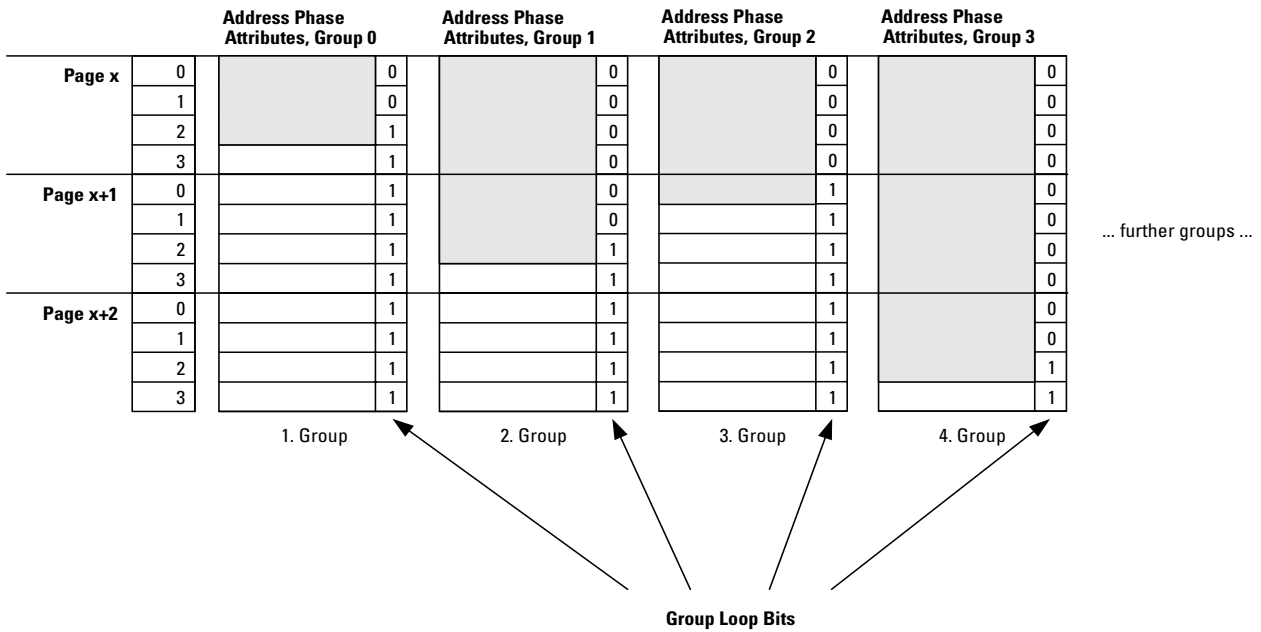 Address Phase Attributes, Group 0
Address Phase Attributes, Group 1
Address Phase Attributes, Group 2
Address Phase Attributes, Group 3
Page x 0 0 0 0 0
1 0 0 0 0
2 1 0 0 0
3 1 0 0 0
Page x+1 0 1 0 1 0
1 1 0 1 0
2 1 1 1 0
3 1 1 1 0
... further groups ...
Page x+2 0 1 1 1 0
1 1 1 1 0
2 1 1 1 1
3 1 1 1 1
1. Group 2. Group 3. Group 4. Group
Group Loop Bits